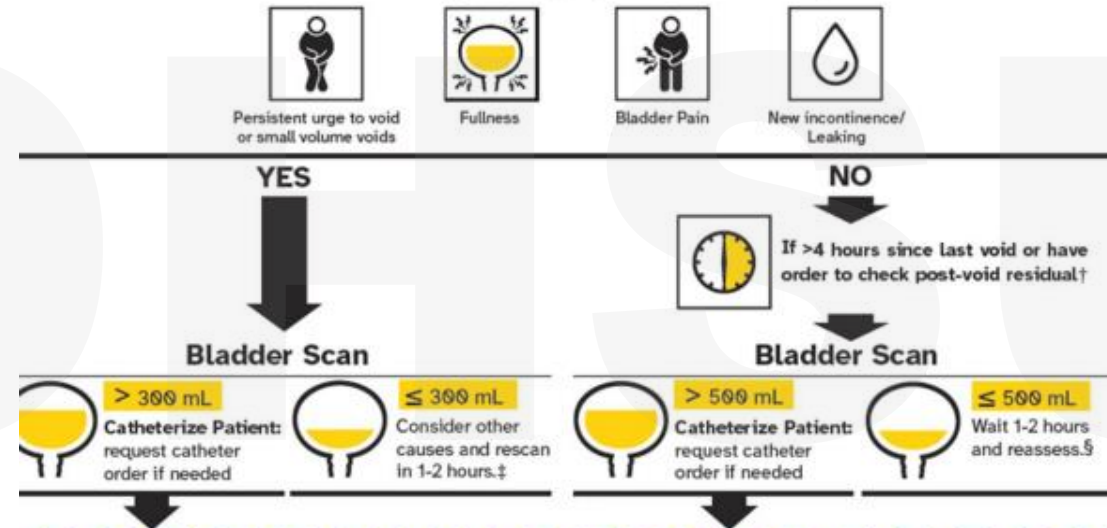 Persistent urge to void
or small volume voids
Fullness
Bladder Pain
New incontinence/
Leaking
YES
NO
If >4 hours since last void or have
order to check post-void residual†
Bladder Scan
> 300 mL
Catheterize Patient:
request catheter
order if needed
≤ 300 mL
Consider other
causes and rescan
in 1-2 hours.‡
Bladder Scan
> 500 mL
Catheterize Patient:
request catheter
order if needed
≤ 500 mL
Wait 1-2 hours
and reassess.§